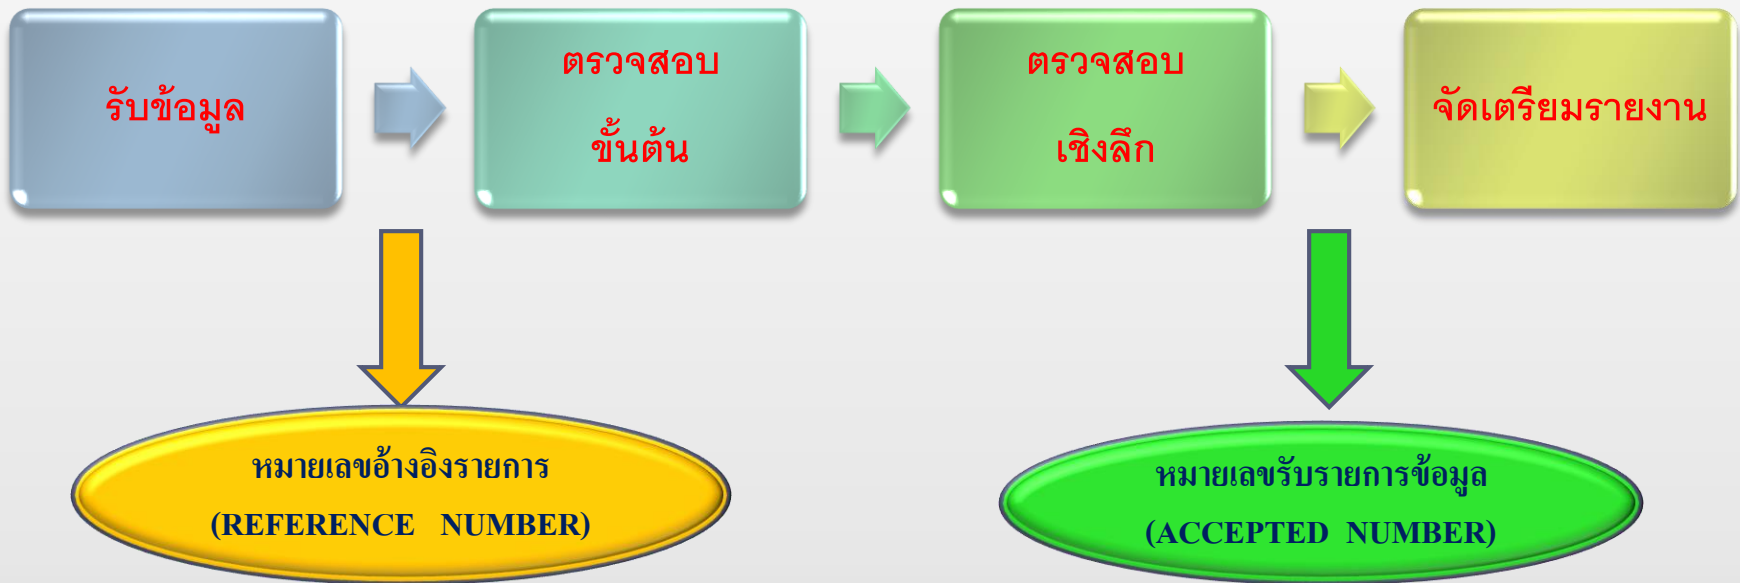 รับข้อมูล
ตรวจสอบ
ขั้นต้น
ตรวจสอบ
เชิงลึก
จัดเตรียมรายงาน
หมายเลขอ้างอิงรายการ
(REFERENCE NUMBER)
หมายเลขรับรายการข้อมูล
(ACCEPTED NUMBER)